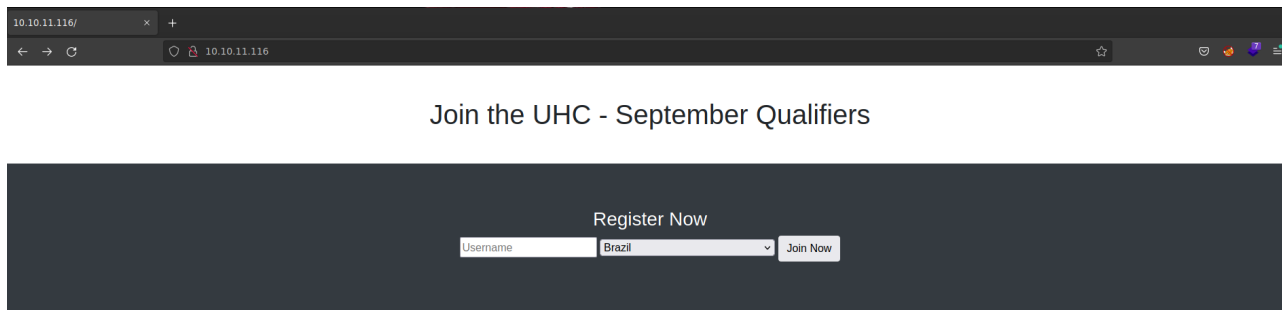 10.10.11.116/
10.10.11.116
7
Join the UHC - September Qualifiers
Register Now
Username Brazil Join Now